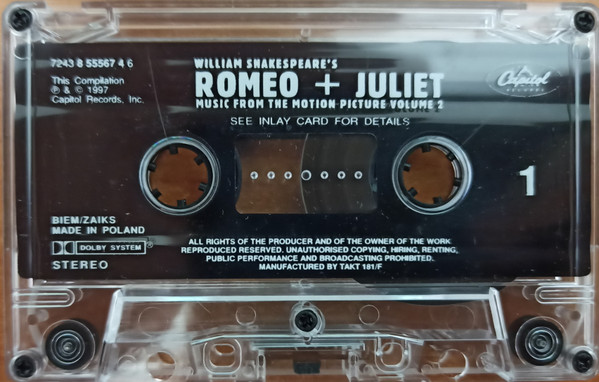 7243 8 55567 4 6
This Compilation
℗ & © 1997
Capitol Records, Inc.
WILLIAM SHAKESPEARE'S
ROMEO + JULIET
MUSIC FROM THE MOTION PICTURE VOLUME 2
SEE INLAY CARD FOR DETAILS
Capitol
RECORDS
1
BIEM/ZAIKS
MADE IN POLAND
DOLBY SYSTEM®
STEREO
ALL RIGHTS OF THE PRODUCER AND OF THE OWNER OF THE WORK
REPRODUCED RESERVED. UNAUTHORISED COPYING, HIRING, RENTING,
PUBLIC PERFORMANCE AND BROADCASTING PROHIBITED.
MANUFACTURED BY TAKT 181/F